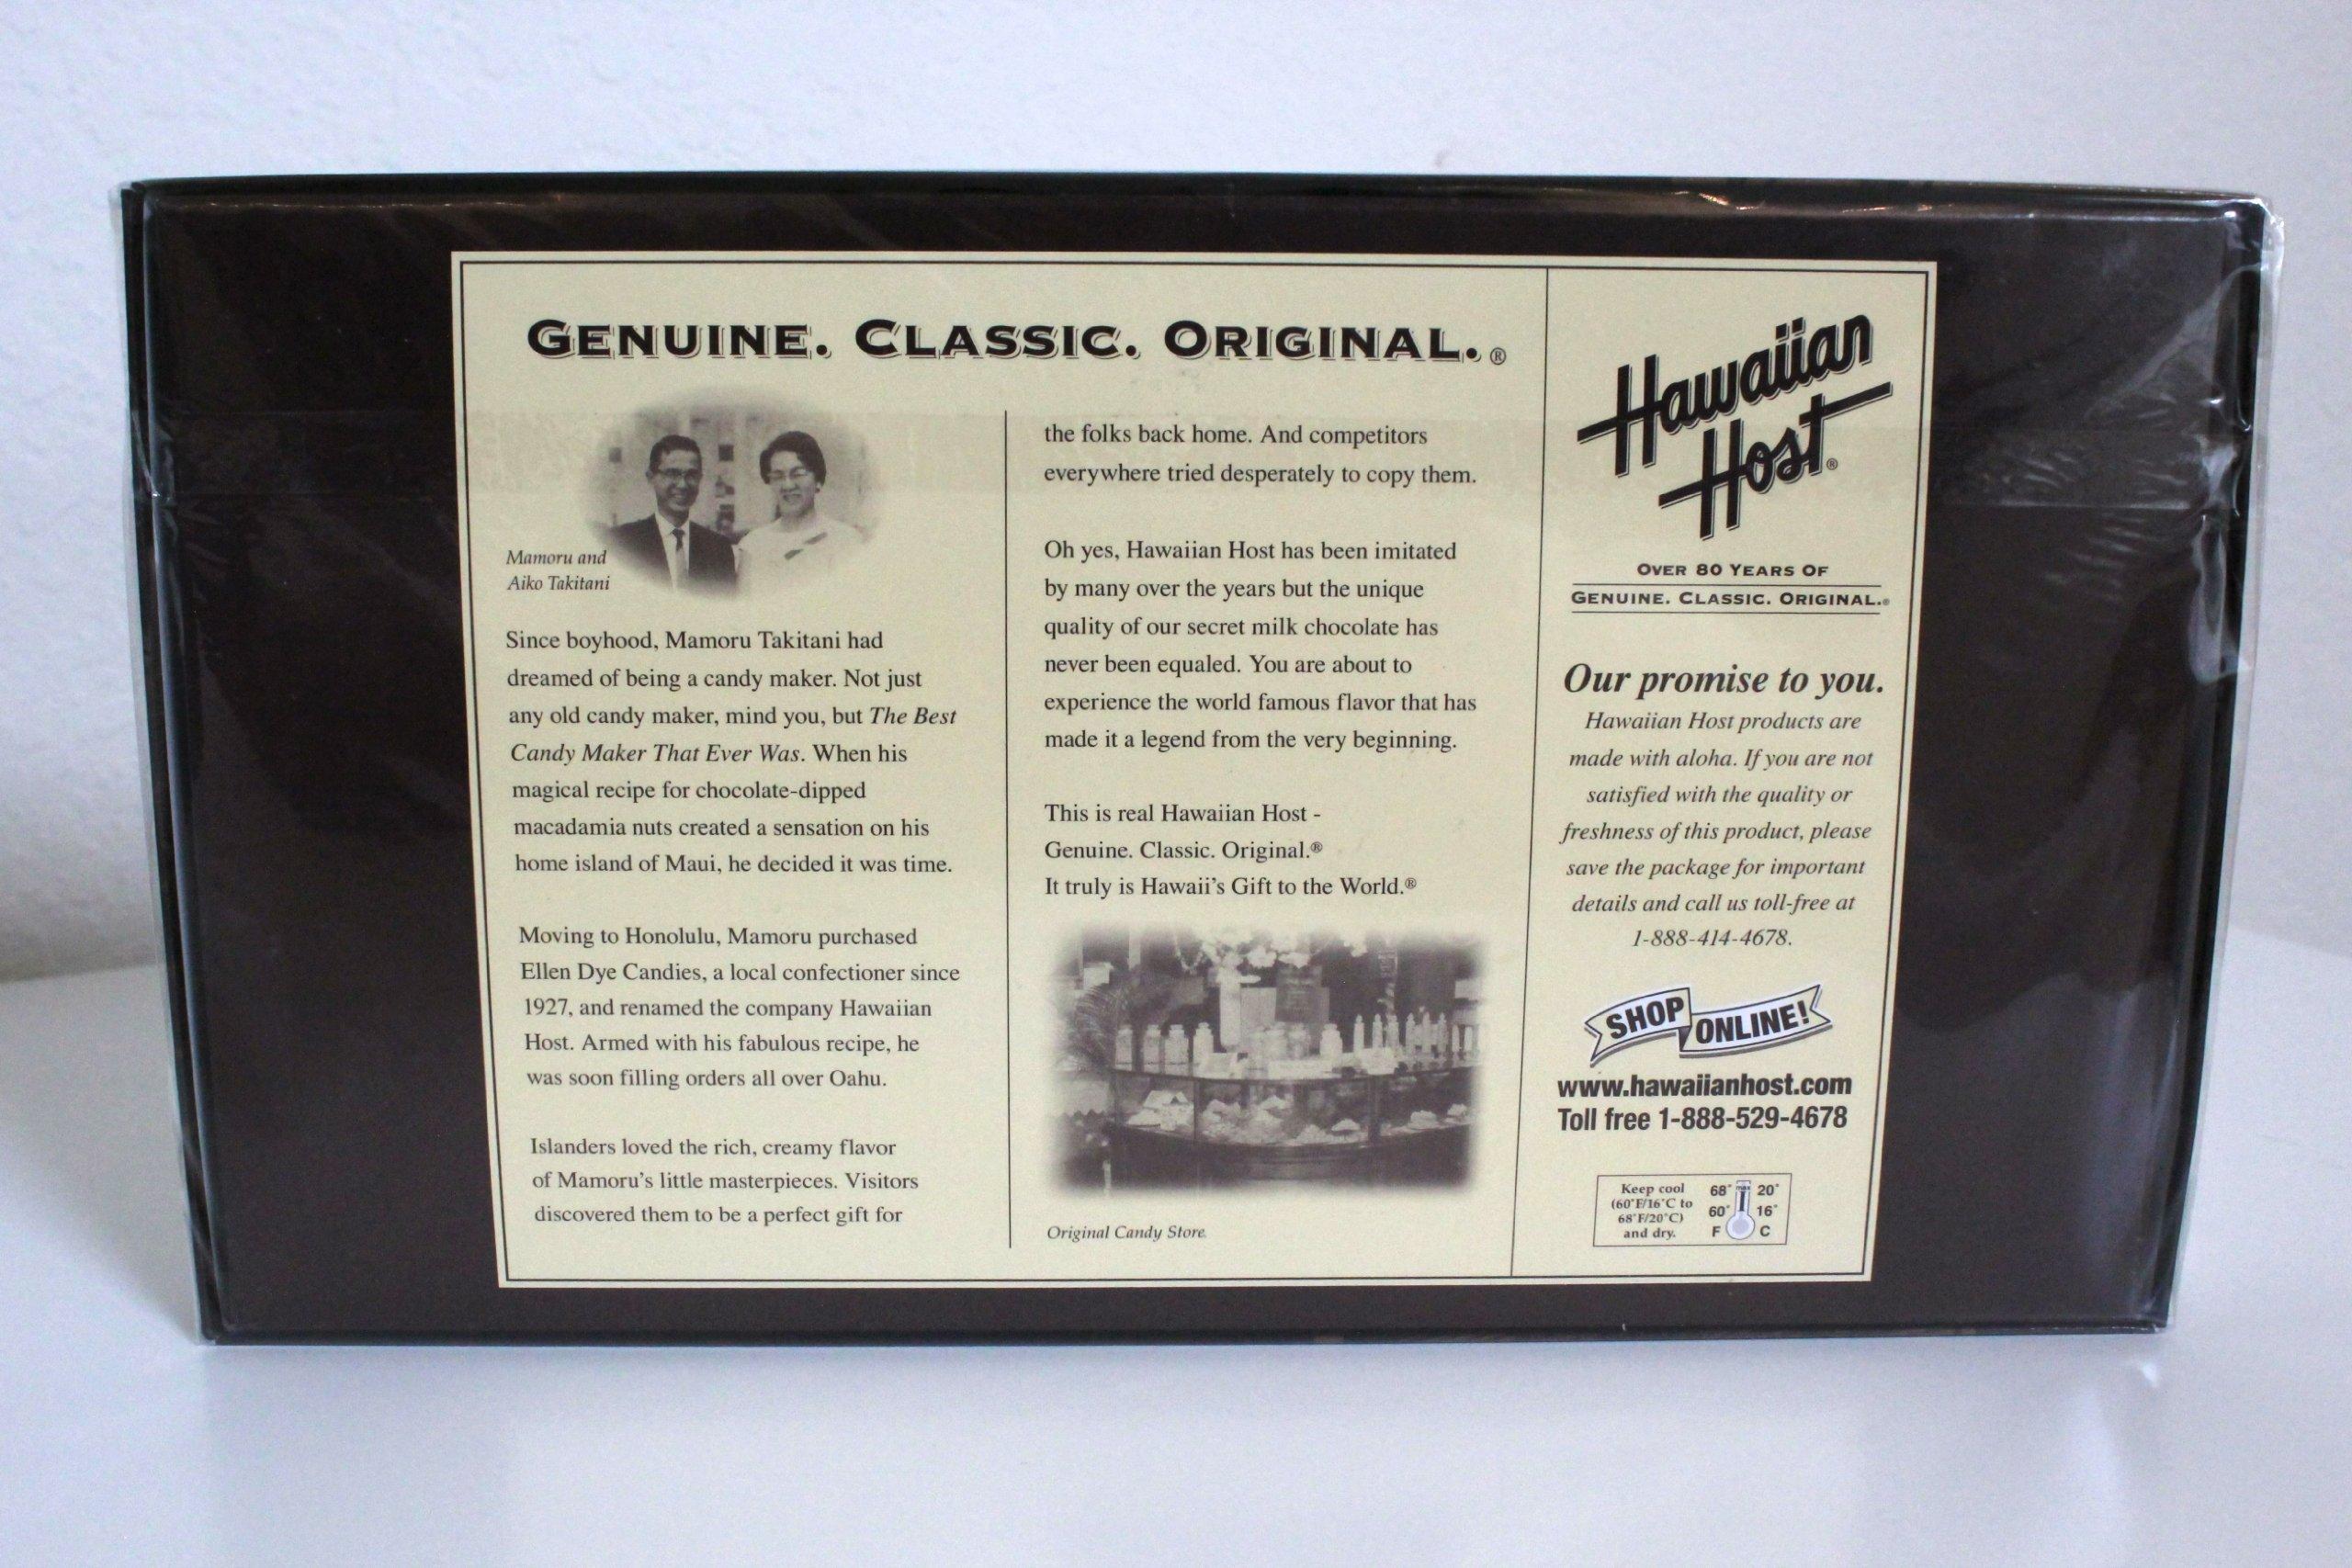 GENUINE. CLASSIC. ORIGINAL.®
Mamoru and
Aiko Takitani
Since boyhood, Mamoru Takitani had
dreamed of being a candy maker. Not just
any old candy maker, mind you, but The Best
Candy Maker That Ever Was. When his
magical recipe for chocolate-dipped
macadamia nuts created a sensation on his
home island of Maui, he decided it was time.
Moving to Honolulu, Mamoru purchased
Ellen Dye Candies, a local confectioner since
1927, and renamed the company Hawaiian
Host. Armed with his fabulous recipe, he
was soon filling orders all over Oahu.
Islanders loved the rich, creamy flavor
of Mamoru's little masterpieces. Visitors
discovered them to be a perfect gift for
the folks back home. And competitors
everywhere tried desperately to copy them.
Oh yes, Hawaiian Host has been imitated
by many over the years but the unique
quality of our secret milk chocolate has
never been equaled. You are about to
experience the world famous flavor that has
made it a legend from the very beginning.
This is real Hawaiian Host -
Genuine. Classic. Original.®
It truly is Hawaii's Gift to the World.®
Original Candy Store.
Hawaiian
Host®
OVER 80 YEARS OF
GENUINE. CLASSIC. ORIGINAL.®
Our promise to you.
Hawaiian Host products are
made with aloha. If you are not
satisfied with the quality or
freshness of this product, please
save the package for important
details and call us toll-free at
1-888-414-4678.
SHOP ONLINE!
www.hawaiianhost.com
Toll free 1-888-529-4678
Keep cool
(60°F/16°C to
68°F/20°C)
and dry.
68° 20°
60° 16°
F C